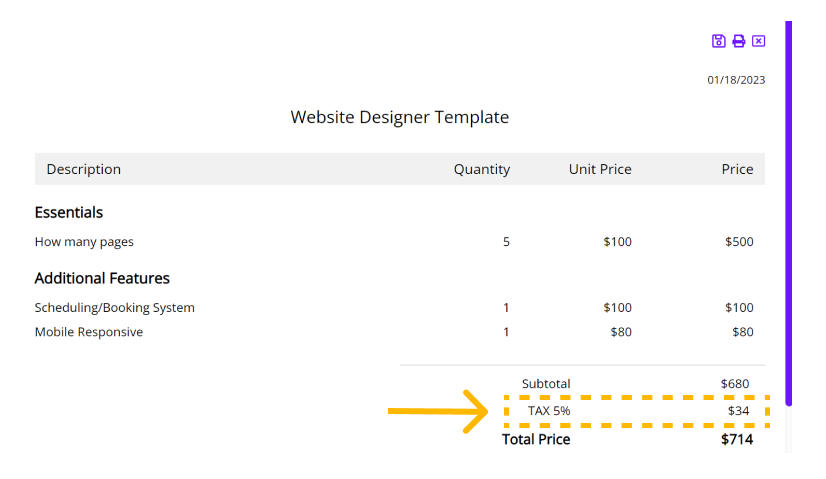 01/18/2023
Website Designer Template
Description Quantity Unit Price Price
Essentials
How many pages 5 $100 $500
Additional Features
Scheduling/Booking System 1 $100 $100
Mobile Responsive 1 $80 $80
Subtotal $680
TAX 5% $34
Total Price $714